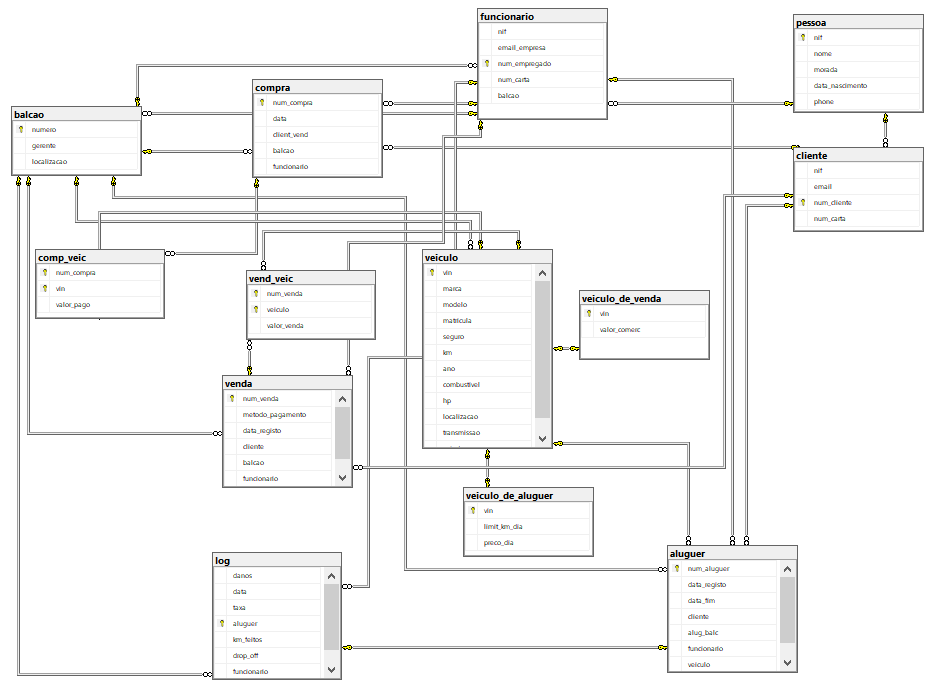 funcionario
nif
email_empresa
num_empregado
num_carta
balcao
pessoa
nif
nome
morada
data_nascimento
phone
compra
num_compra
data
client_vend
balcao
funcionario
balcao
numero
gerente
localizacao
cliente
nif
email
num_cliente
num_carta
comp_veic
num_compra
vin
valor_pago
vend_veic
num_venda
veiculo
valor_venda
veiculo
vin
marca
modelo
matricula
seguro
km
ano
combustivel
hp
localizacao
transmissao
veiculo_de_venda
vin
valor_comerc
venda
num_venda
metodo_pagamento
data_registo
cliente
balcao
funcionario
veiculo_de_aluguer
vin
limit_km_dia
preco_dia
log
danos
data
taxa
aluguer
km_feitos
drop_off
funcionario
aluguer
num_aluguer
data_registo
data_fim
cliente
alug_balc
funcionario
veiculo